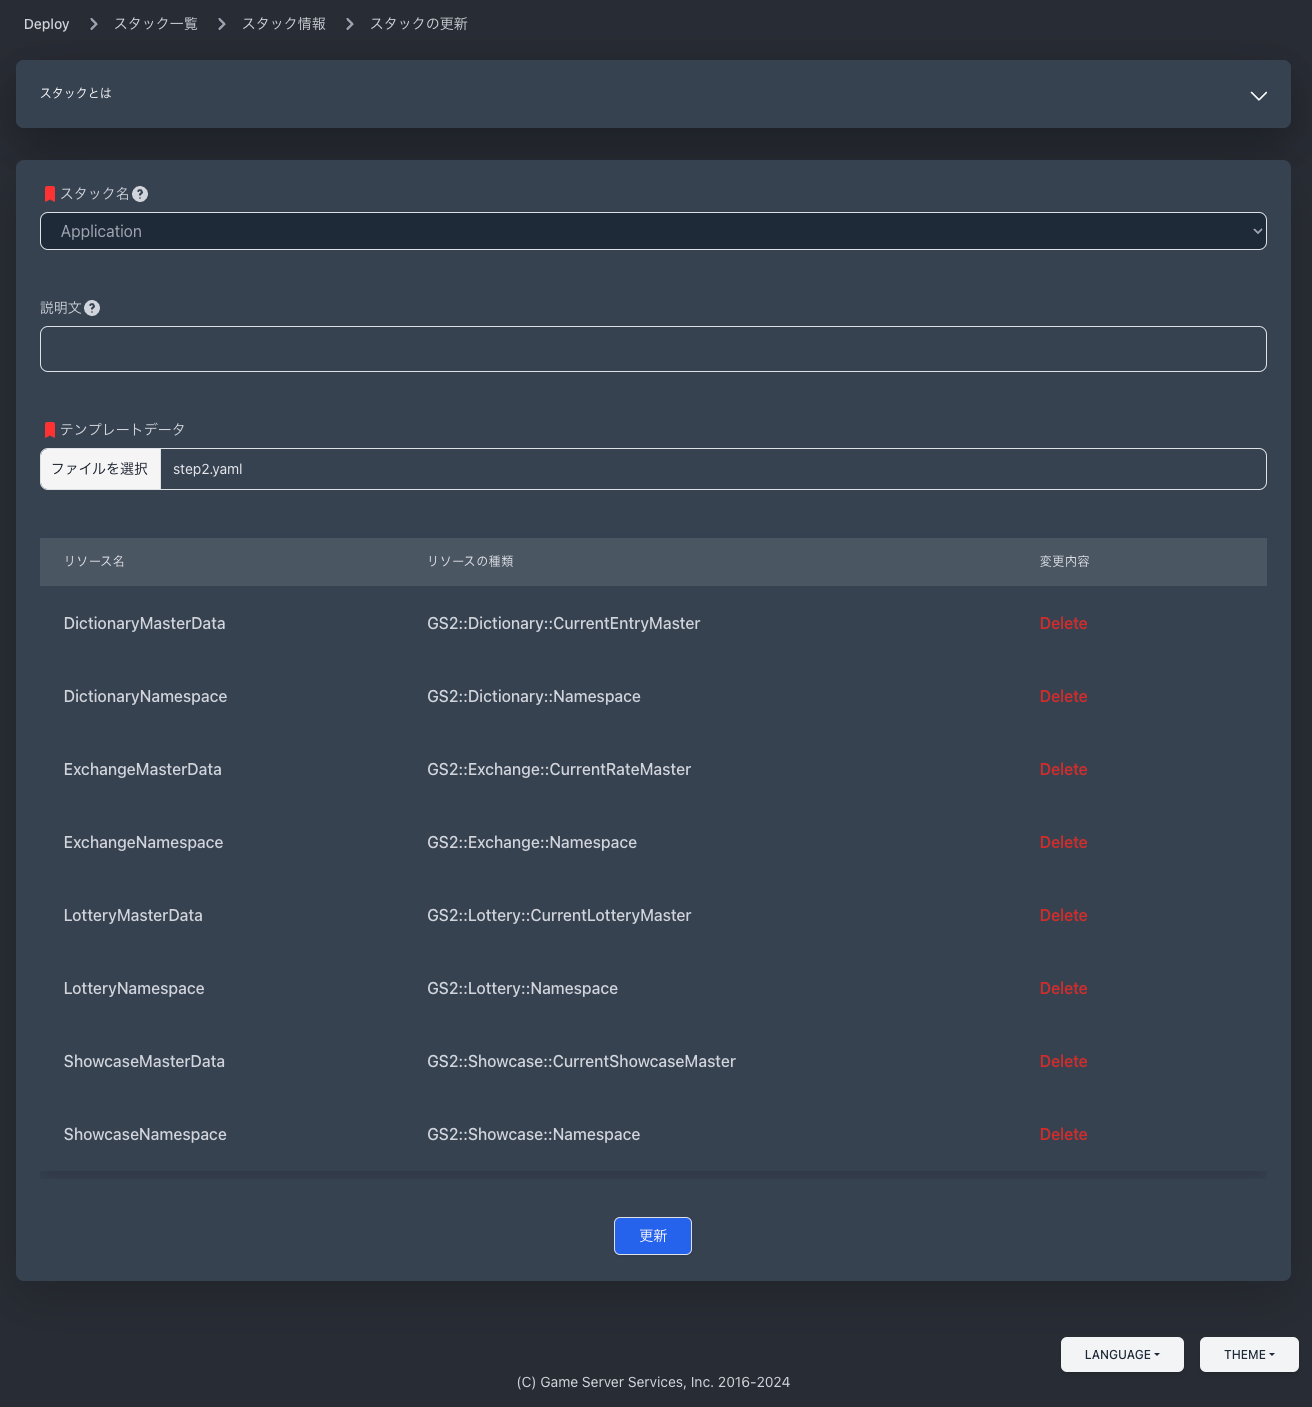 Deploy スタック一覧 スタック情報 スタックの更新
スタックとは
スタック名
Application
説明文
テンプレートデータ
ファイルを選択 step2.yaml
リソース名 リソースの種類 変更内容
DictionaryMasterData GS2::Dictionary::CurrentEntryMaster Delete
DictionaryNamespace GS2::Dictionary::Namespace Delete
ExchangeMasterData GS2::Exchange::CurrentRateMaster Delete
ExchangeNamespace GS2::Exchange::Namespace Delete
LotteryMasterData GS2::Lottery::CurrentLotteryMaster Delete
LotteryNamespace GS2::Lottery::Namespace Delete
ShowcaseMasterData GS2::Showcase::CurrentShowcaseMaster Delete
ShowcaseNamespace GS2::Showcase::Namespace Delete
更新
LANGUAGE THEME
(C) Game Server Services, Inc. 2016-2024